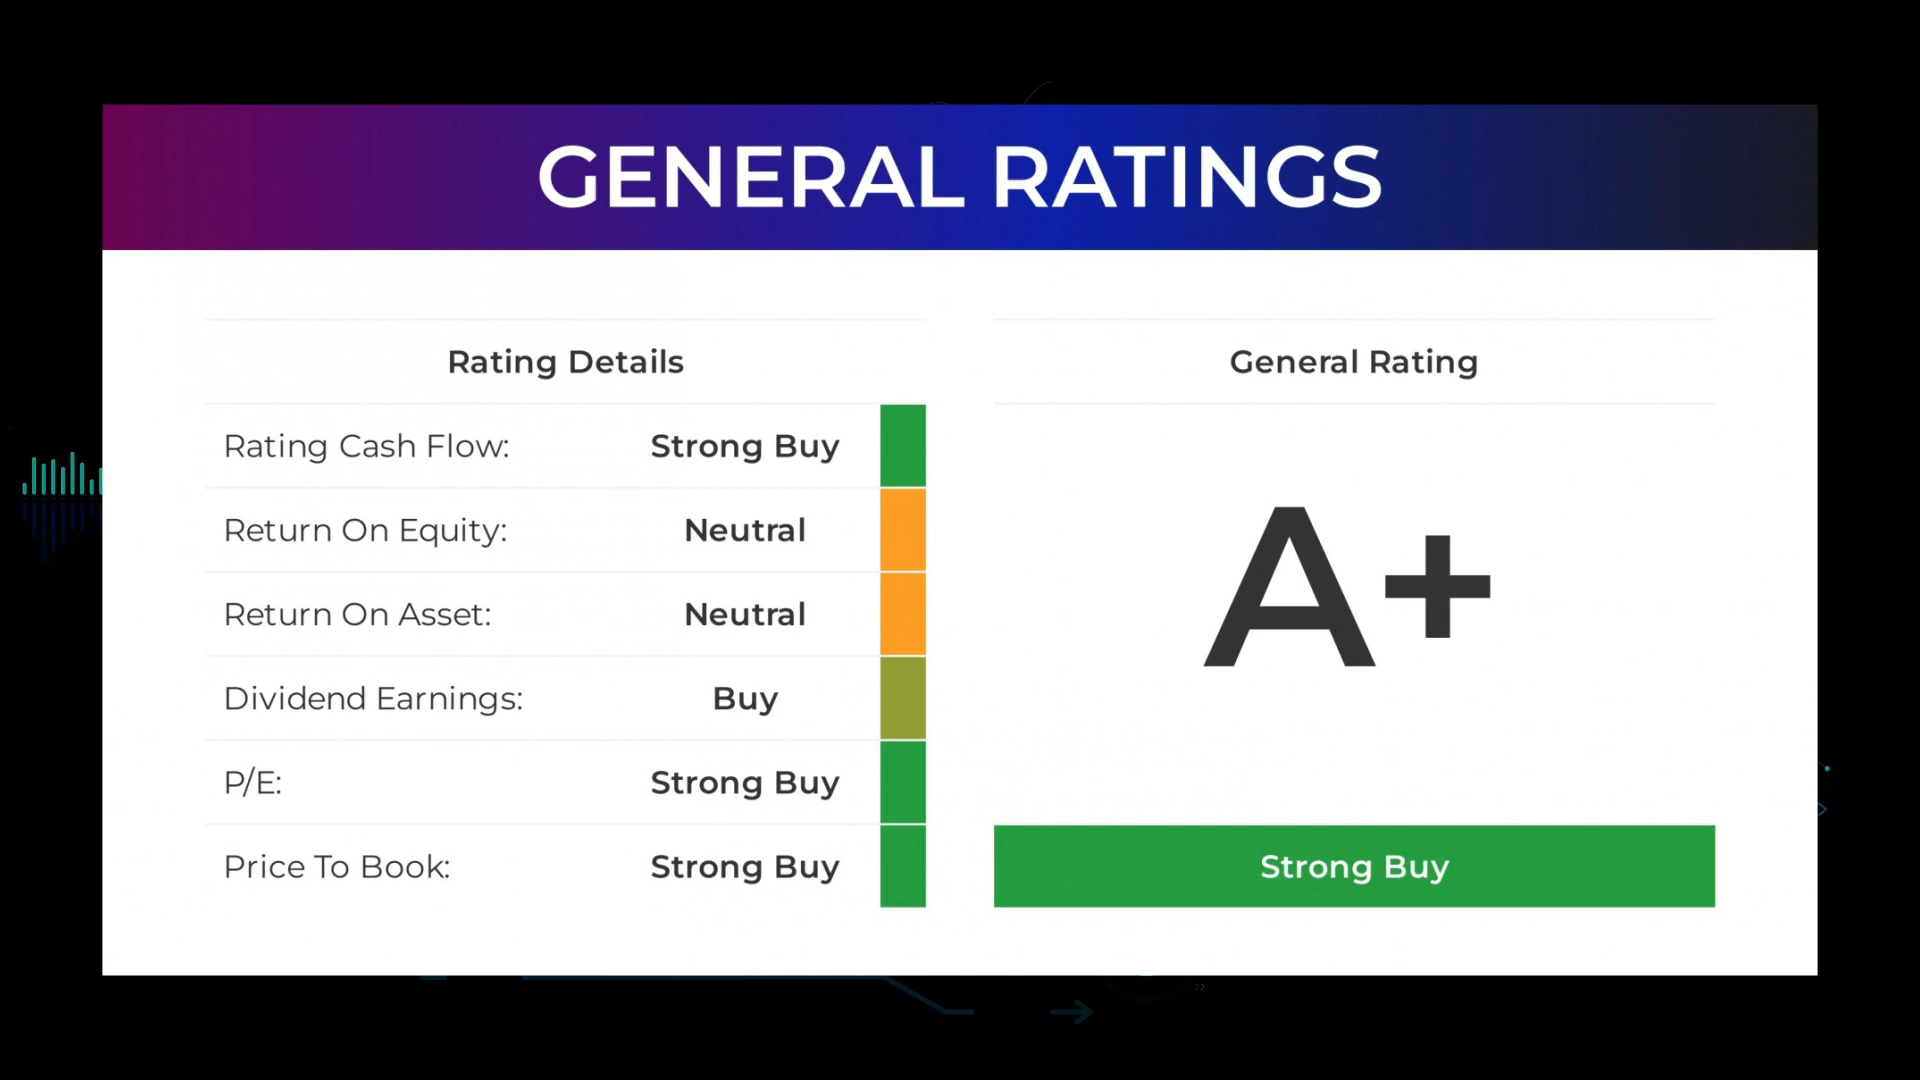 GENERAL RATINGS
Rating Details
Rating Cash Flow: Strong Buy
Return On Equity: Neutral
Return On Asset: Neutral
Dividend Earnings: Buy
P/E: Strong Buy
Price To Book: Strong Buy
General Rating
A+
Strong Buy